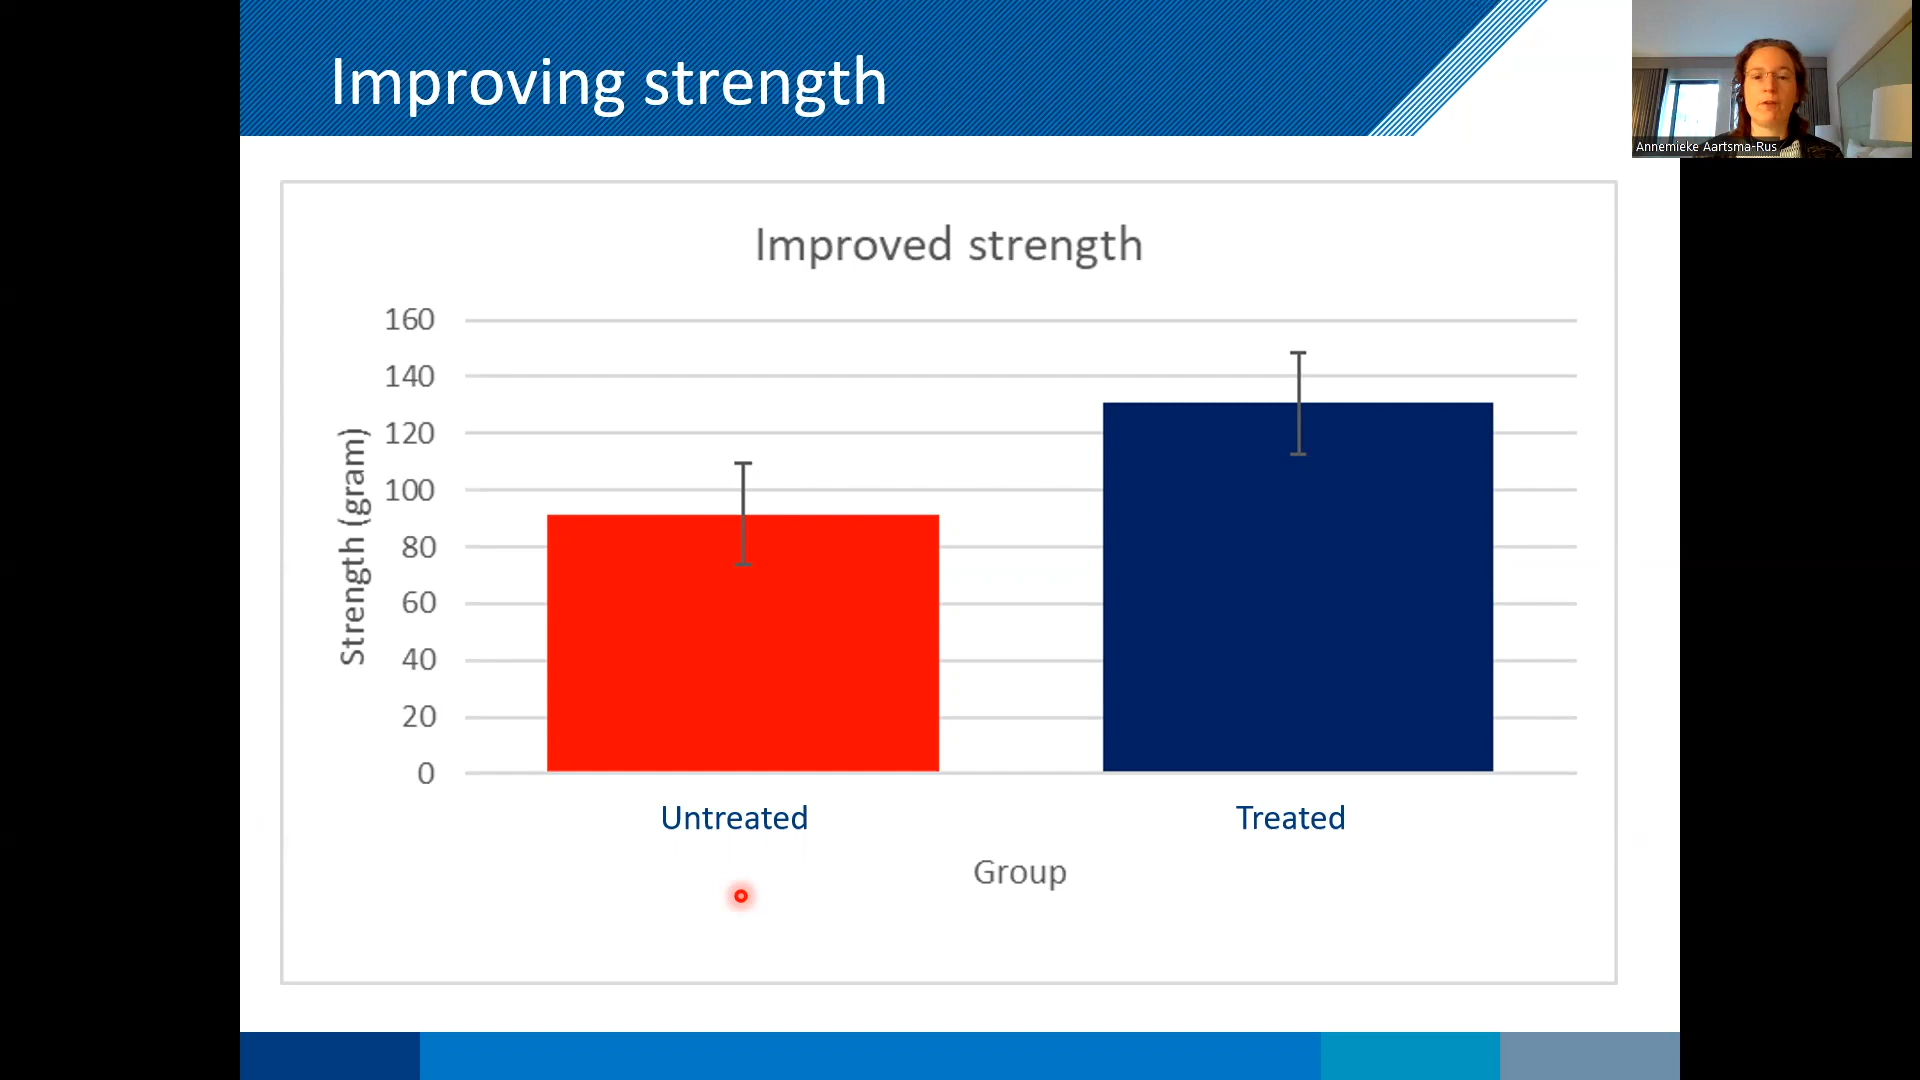 Improving strength
Annemieke Aartsma-Rus
Improved strength
160
140
120
100
80
60
40
20
0
Strength (gram)
Untreated
Treated
Group